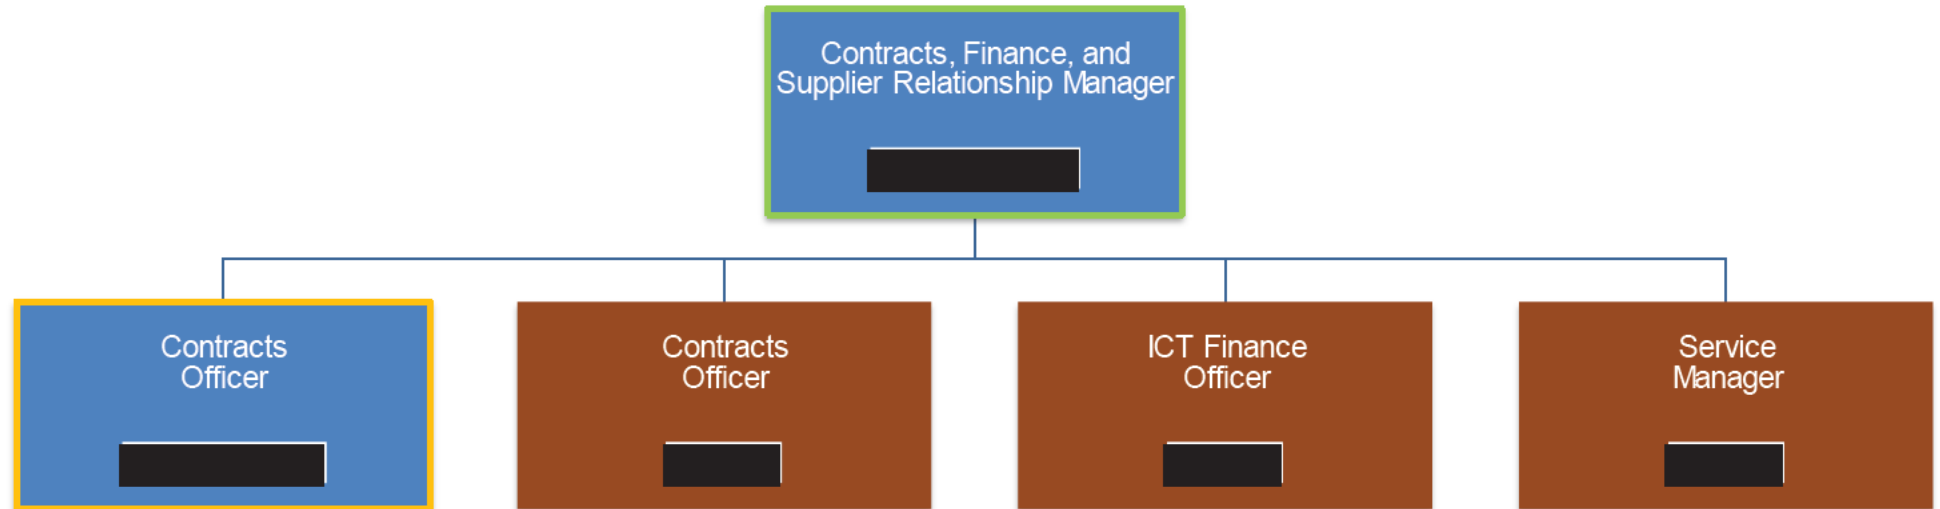 Contracts, Finance, and
Supplier Relationship Manager
Contracts
Officer
Contracts
Officer
ICT Finance
Officer
Service
Manager